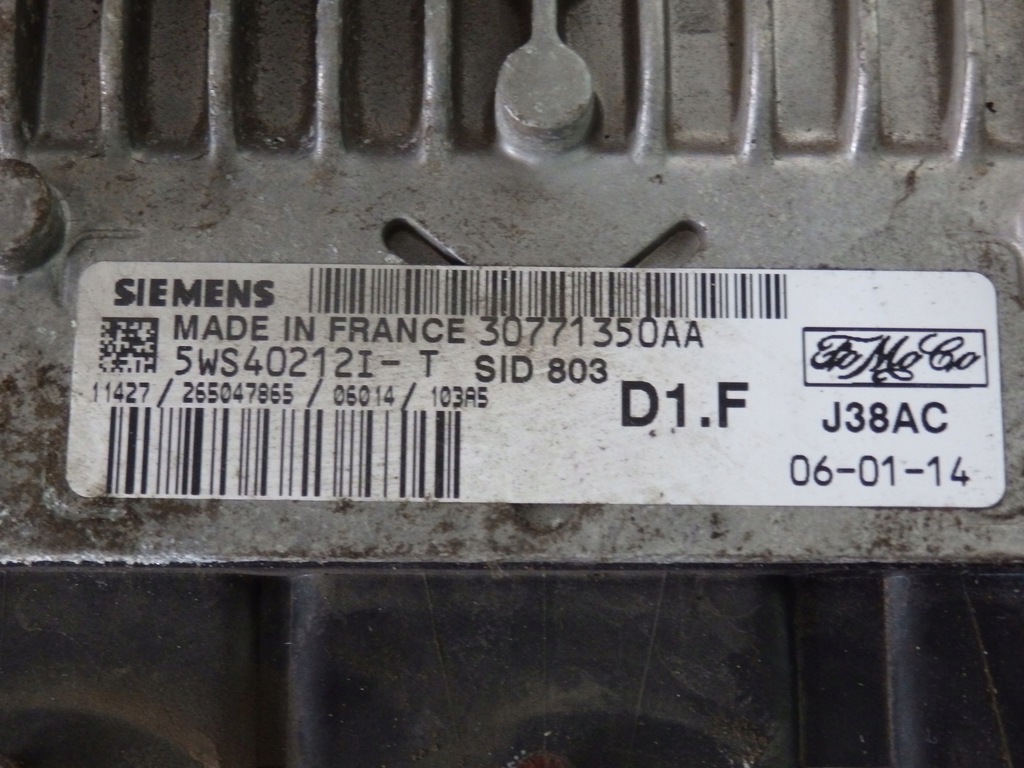 SIEMENS
MADE IN FRANCE 30771350AA
5WS40212I-T SID 803
11427/265047865/06014/103A5
D1.F
FoMoCo
J38AC
06-01-14